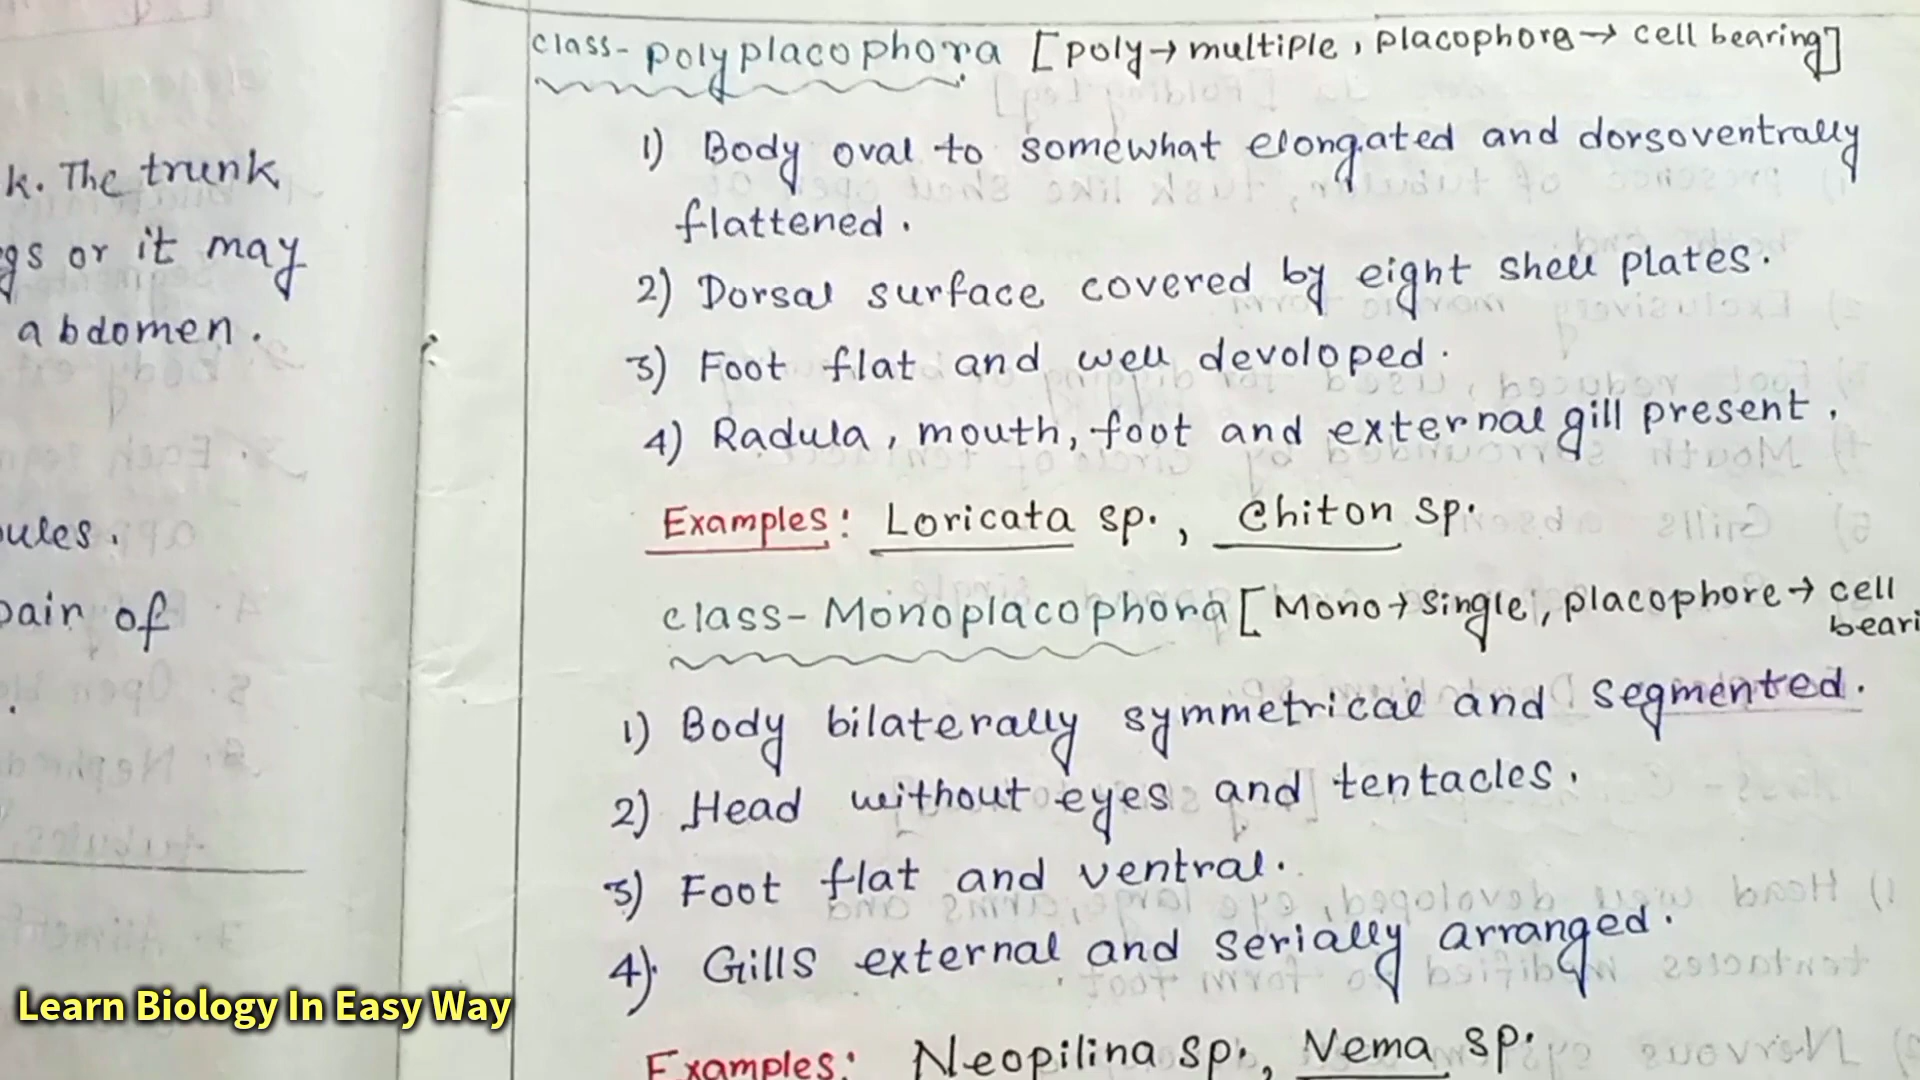 k. The trunk
gs or it may
abdomen.
pair of
class- polyplacophora [poly→ multiple, placophore→ cell bearing]
1) Body oval to somewhat elongated and dorsoventrally
flattened.
2) Dorsal surface covered by eight shell plates.
3) Foot flat and well devoloped.
4) Radula, mouth, foot and external gill present.
Examples: Loricata sp., Chiton sp.
class- Monoplacophora [Mono→ Single, placophore→ cell
beari
1) Body bilaterally symmetrical and segmented.
2) Head without eyes and tentacles.
3) Foot flat and ventral.
4) Gills external and serially arranged.
Examples: Neopilina sp., Nema sp.
Learn Biology In Easy Way